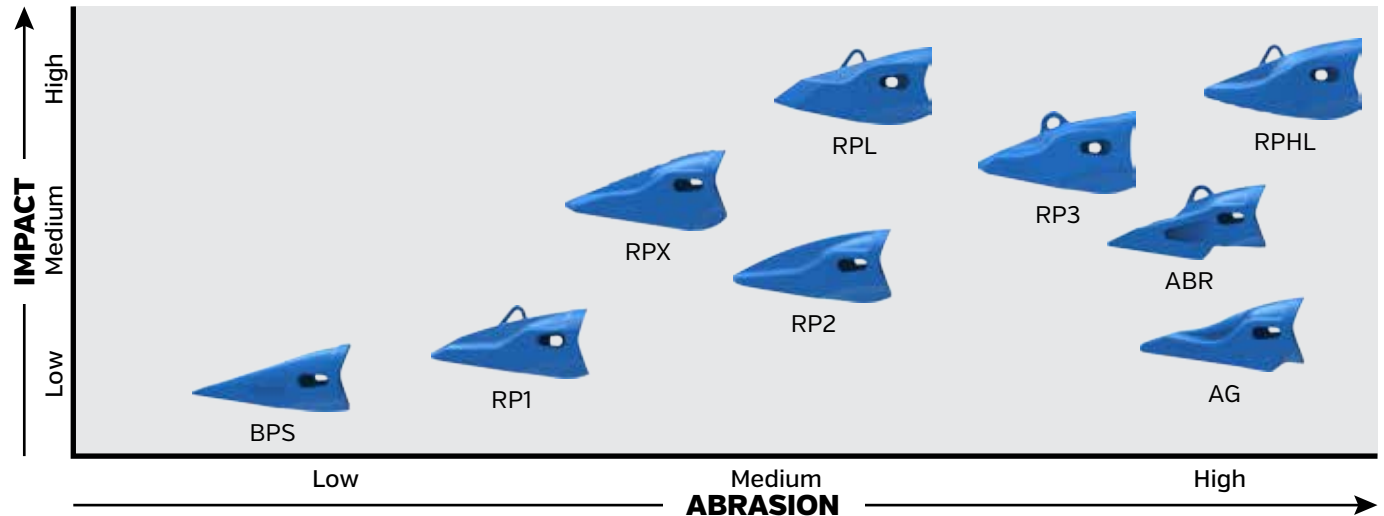 High
RPL
RPHL
IMPACT
Medium
RP3
RPX
ABR
RP2
Low
RP1
AG
BPS
Low
Medium
High
ABRASION